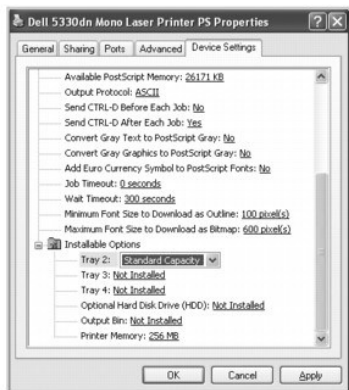 Dell 5330dn Mono Laser Printer PS Properties
General Sharing Ports Advanced Device Settings
Available PostScript Memory: 26171 KB
Output Protocol: ASCII
Send CTRL-D Before Each Job: No
Send CTRL-D After Each Job: Yes
Convert Gray Text to PostScript Gray: No
Convert Gray Graphics to PostScript Gray: No
Add Euro Currency Symbol to PostScript Fonts: No
Job Timeout: 0 seconds
Wait Timeout: 300 seconds
Minimum Font Size to Download as Outline: 100 pixel(s)
Maximum Font Size to Download as Bitmap: 600 pixel(s)
Installable Options
Tray 2: Standard Capacity
Tray 3: Not Installed
Tray 4: Not Installed
Optional Hard Disk Drive (HDD): Not Installed
Output Bin: Not Installed
Printer Memory: 256 MB
OK Cancel Apply